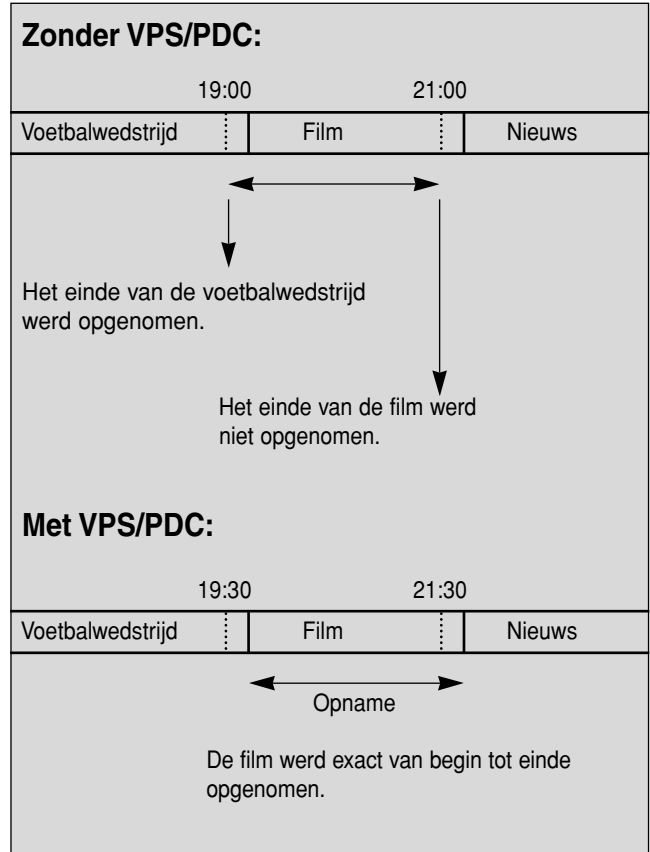 Zonder VPS/PDC:
19:00 21:00
Voetbalwedstrijd Film Nieuws
Het einde van de voetbalwedstrijd
werd opgenomen.
Het einde van de film werd
niet opgenomen.
Met VPS/PDC:
19:30 21:30
Voetbalwedstrijd Film Nieuws
Opname
De film werd exact van begin tot einde
opgenomen.